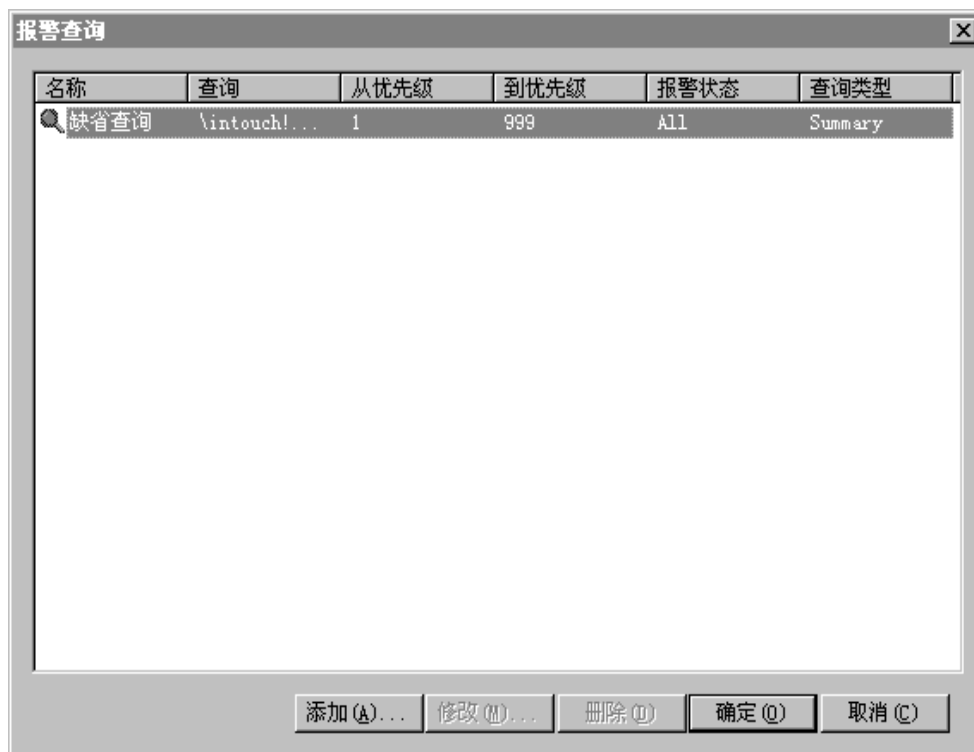 报警查询
名称 查询 从优先级 到优先级 报警状态 查询类型
缺省查询 \intouch!... 1 999 All Summary
添加(A)... 修改(M)... 删除(D) 确定(O) 取消(C)